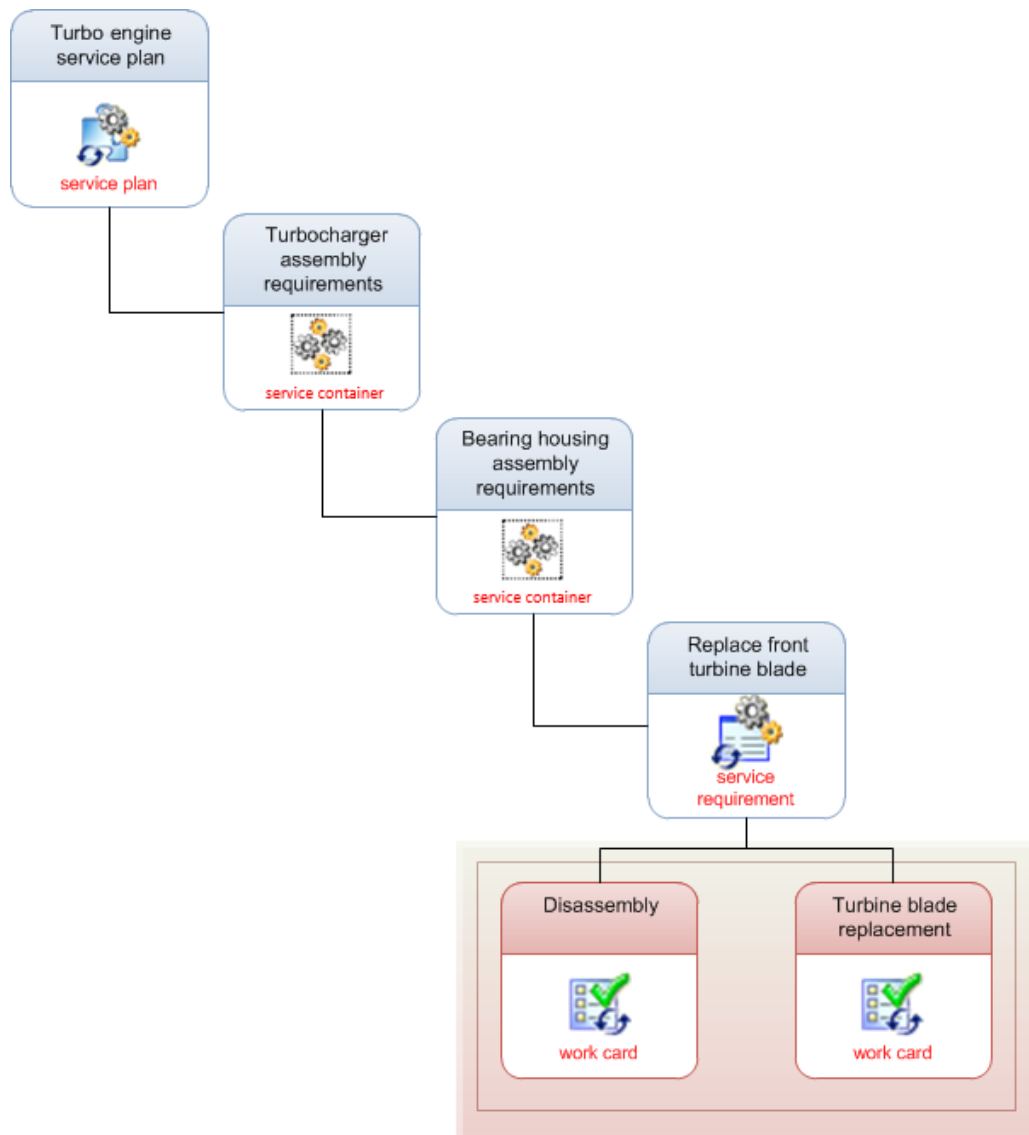 Turbo engine
service plan
service plan
Turbocharger
assembly
requirements
service container
Bearing housing
assembly
requirements
service container
Replace front
turbine blade
service
requirement
Disassembly
work card
Turbine blade
replacement
work card